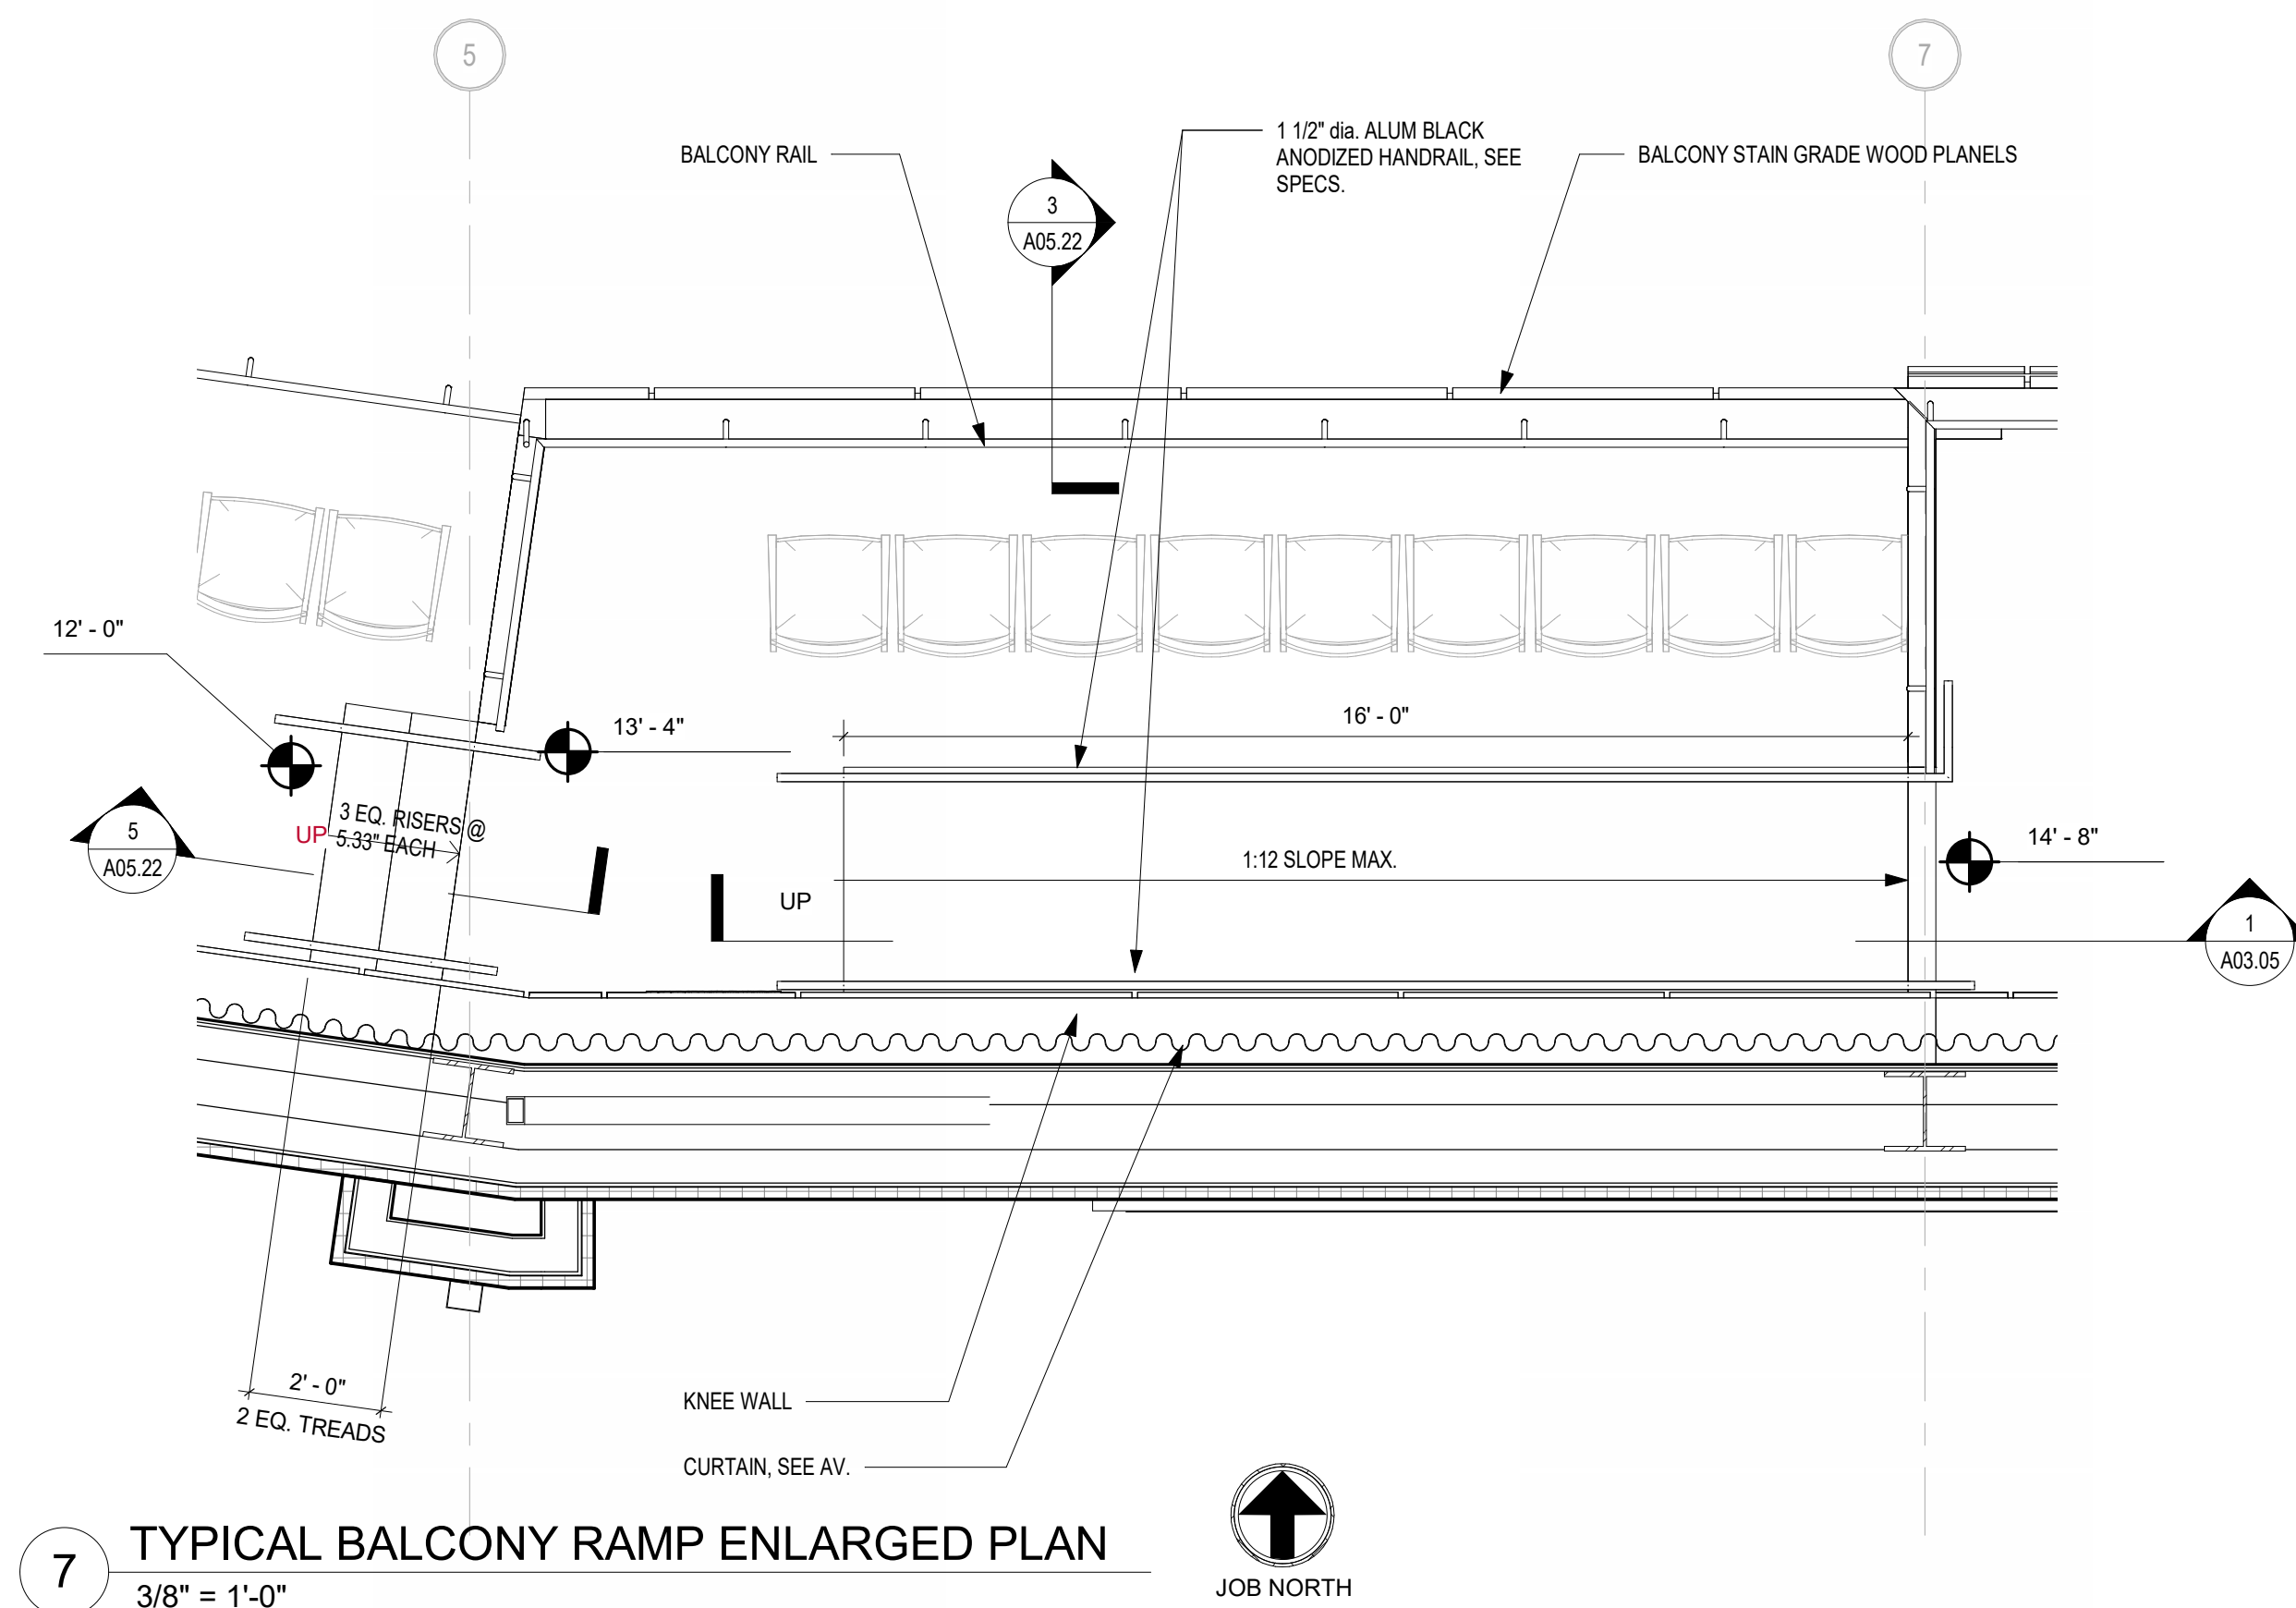 5
7
BALCONY RAIL
1 1/2" dia. ALUM BLACK
ANODIZED HANDRAIL, SEE
SPECS.
BALCONY STAIN GRADE WOOD PLANELS
3
A05.22
12' - 0"
13' - 4"
16' - 0"
5
A05.22
UP
3 EQ. RISERS @
5.33" EACH
UP
1:12 SLOPE MAX.
14' - 8"
1
A03.05
2' - 0"
2 EQ. TREADS
KNEE WALL
CURTAIN, SEE AV.
7
TYPICAL BALCONY RAMP ENLARGED PLAN
3/8" = 1'-0"
JOB NORTH